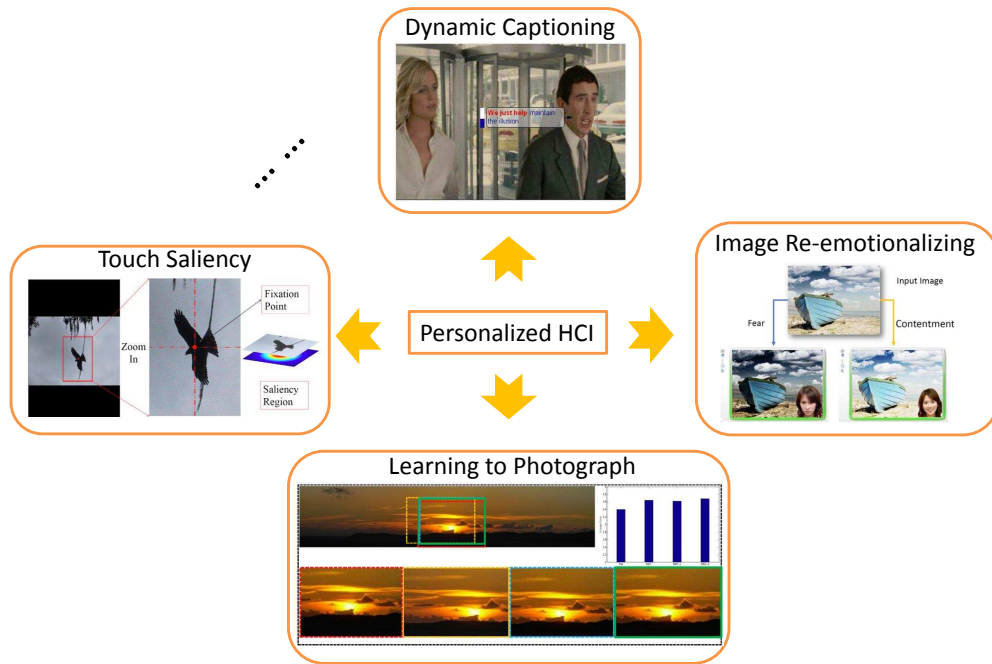 Dynamic Captioning
We just help maintain
the illusion
Touch Saliency
Fixation
Point
Zoom
In
Saliency
Region
Personalized HCI
Image Re-emotionalizing
Input Image
Fear
Contentment
Learning to Photograph